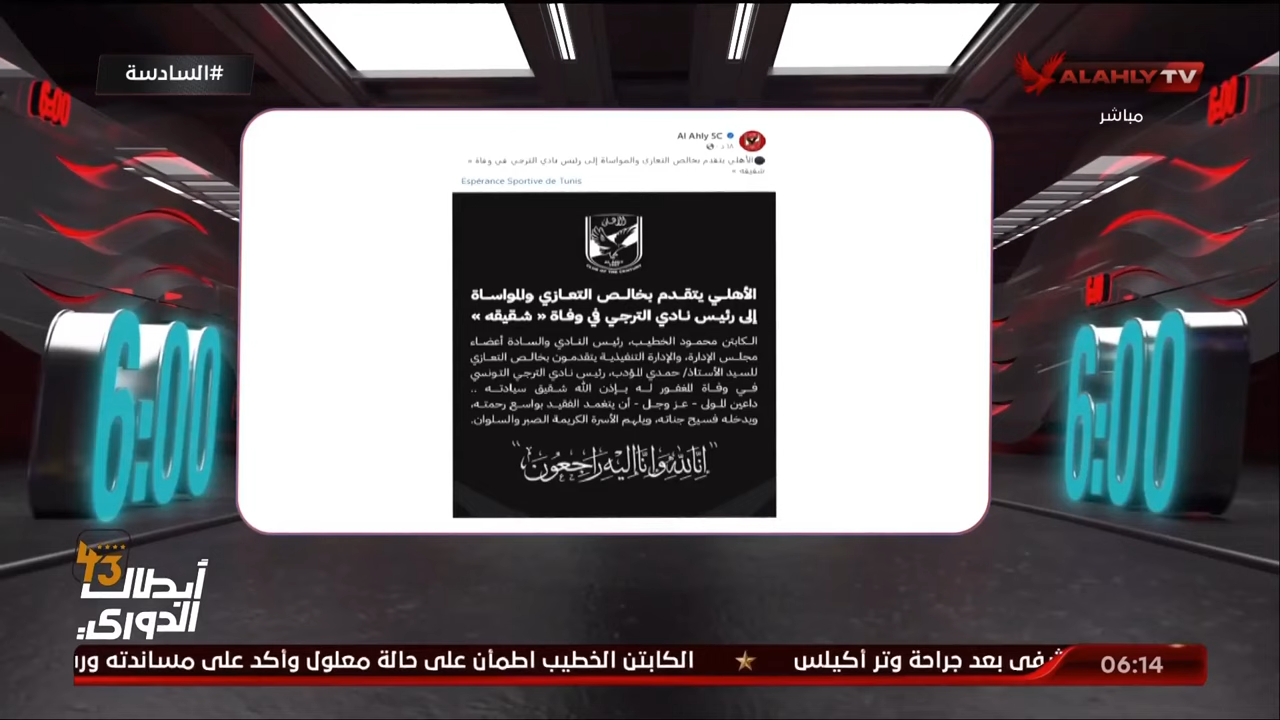 #السادسة
ALAHLY TV
مباشر
6:00
6:00
Al Ahly SC
الأهلي يتقدم بخالص التعازي والمواساة إلى رئيس نادي الترجي في وفاة «
شقيقه »
Espérance Sportive de Tunis
الأهلي يتقدم بخالص التعازي والمواساة
إلى رئيس نادي الترجي في وفاة « شقيقه »
الكابتن محمود الخطيب، رئيس النادي والسادة أعضاء
مجلس الإدارة، والإدارة التنفيذية يتقدمون بخالص التعازي
للسيد الأستاذ/ حمدي المؤدب، رئيس نادي الترجي التونسي
في وفاة المغفور له بإذن الله شقيق سيادته ..
داعين المولى - عز وجل - أن يتغمد الفقيد بواسع رحمته،
ويدخله فسيح جناته، ويلهم الأسرة الكريمة الصبر والسلوان.
"إنا لله وإنا إليه راجعون"
6:00
6:00
43
أبطال
الدوري
شفى بعد جراحة وتر أكيلس ★ الكابتن الخطيب اطمأن على حالة معلول وأكد على مساندته
06:14